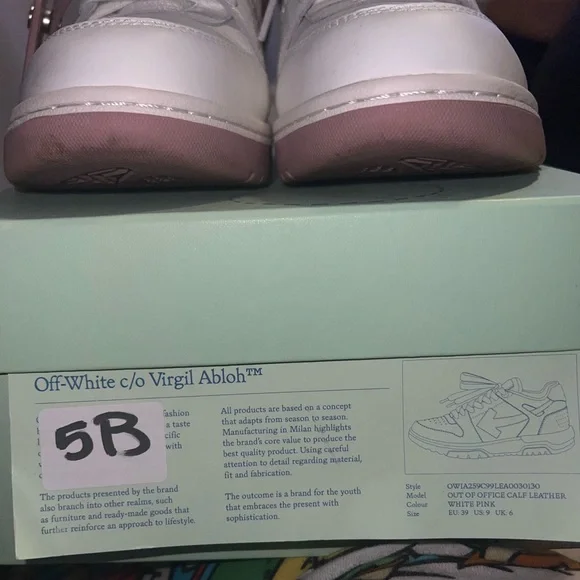 Off-White c/o Virgil Abloh™
5B
fashion
a taste
cific
with
The products presented by the brand
also branch into other realms, such
as furniture and ready-made goods that
further reinforce an approach to lifestyle.
All products are based on a concept
that adapts from season to season.
Manufacturing in Milan highlights
the brand's core value to produce the
best quality product. Using careful
attention to detail regarding material,
fit and fabrication.
The outcome is a brand for the youth
that embraces the present with
sophistication.
Style OWIA259C99LEA0030130
Model OUT OF OFFICE CALF LEATHER
Colour WHITE PINK
Size EU: 39 US: 9 UK: 6